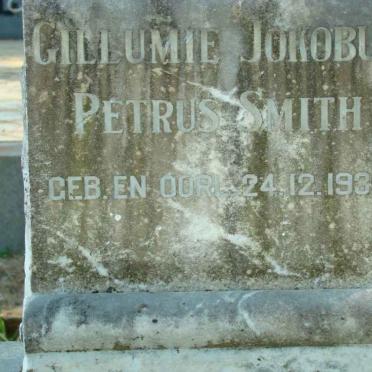 GILLUMIE JOKOBU
PETRUS SMITH
GEB. EN OORL. 24.12.193